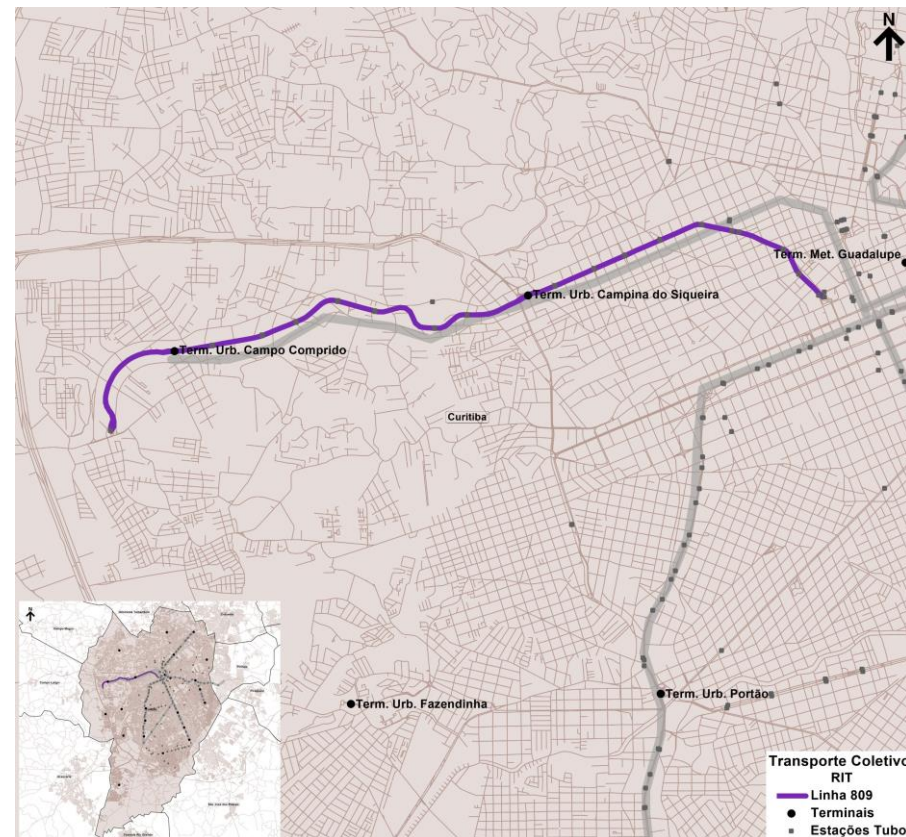 N
Term. Met. Guadalupe
Term. Urb. Campina do Siqueira
Term. Urb. Campo Comprido
Curitiba
Term. Urb. Fazendinha
Term. Urb. Portão
Transporte Coletivo
RIT
Linha 809
Terminais
Estações Tubo